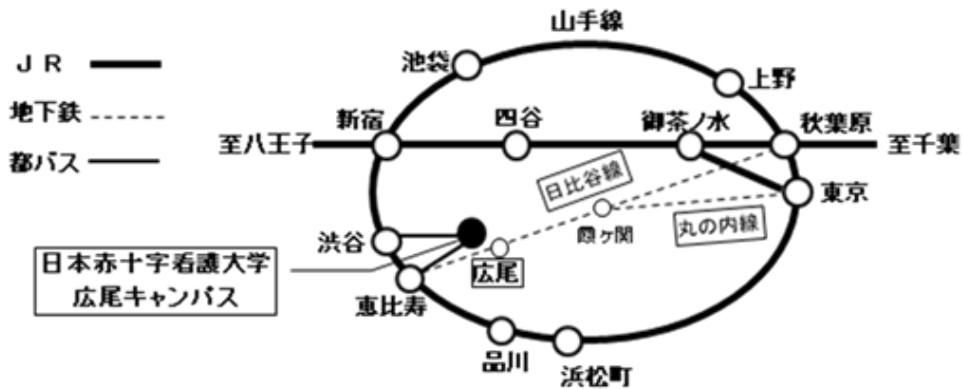 山手線
ＪＲ
池袋
上野
地下鉄
新宿
四谷
御茶ノ水
秋葉原
至八王子
至千葉
都バス
日比谷線
東京
霞ヶ関
丸の内線
渋谷
日本赤十字看護大学
広尾キャンパス
広尾
恵比寿
品川
浜松町